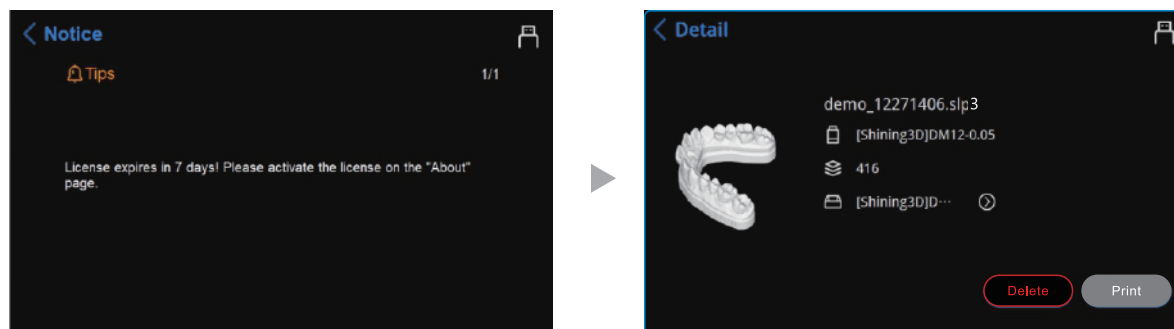 Notice
Tips
1/1
License expires in 7 days! Please activate the license on the "About"
page.
Detail
demo_12271406.slp3
[Shining3D]DM12-0.05
416
[Shining3D]D···
Delete
Print